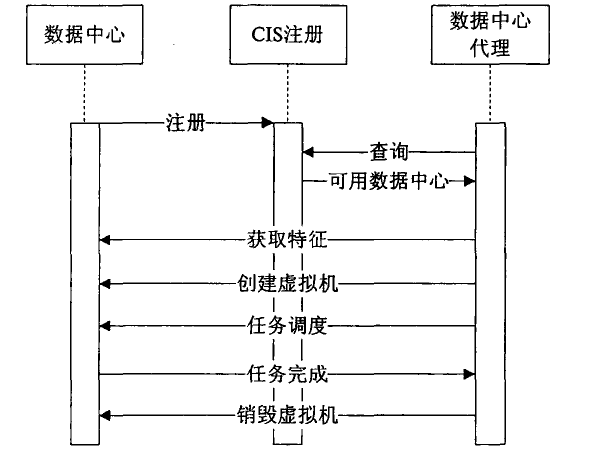 数据中心
CIS注册
数据中心
代理
注册
查询
可用数据中心
获取特征
创建虚拟机
任务调度
任务完成
销毁虚拟机